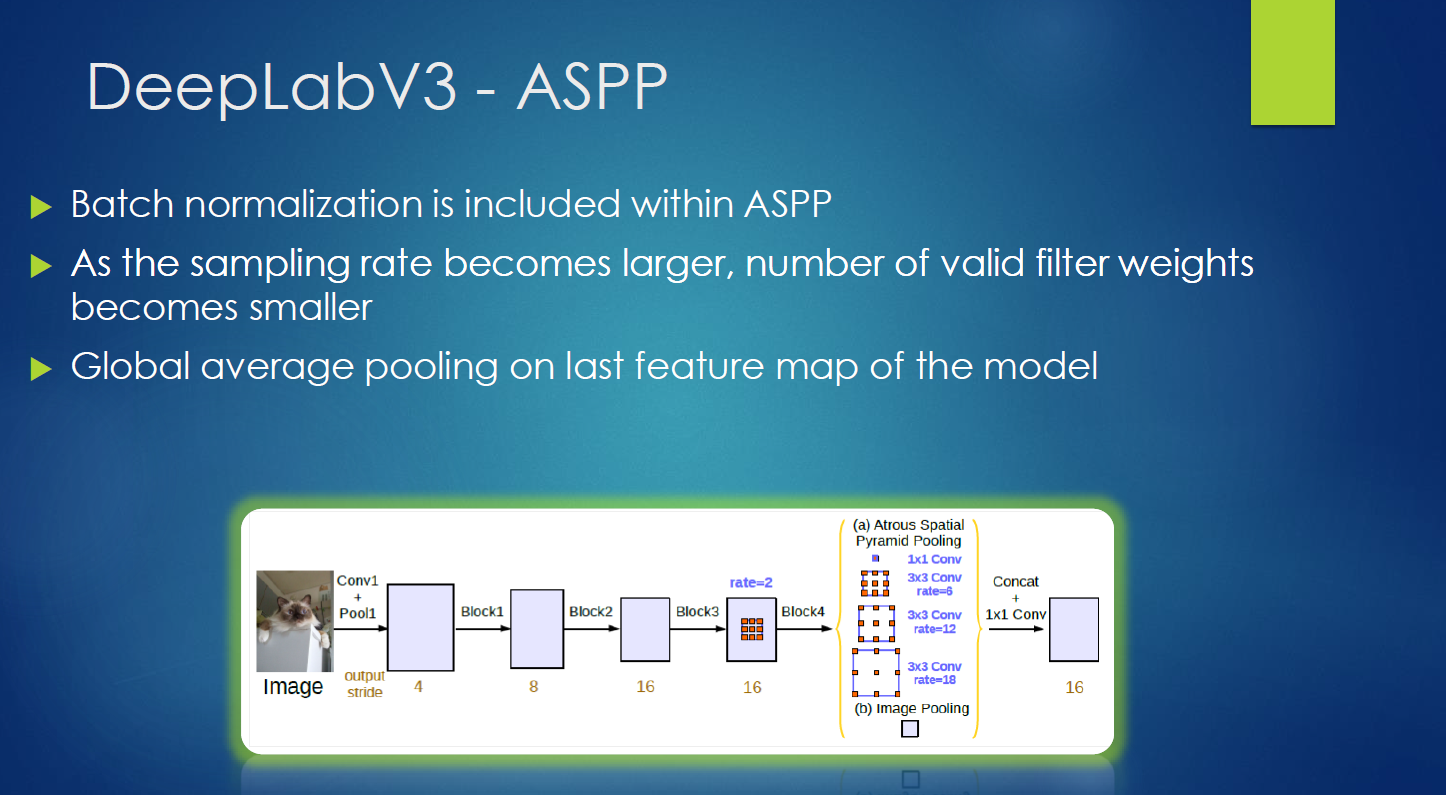 DeepLabV3 - ASPP
Batch normalization is included within ASPP
As the sampling rate becomes larger, number of valid filter weights
becomes smaller
Global average pooling on last feature map of the model
Image
Conv1
+
Pool1
output
stride
4
Block1
8
Block2
16
Block3
rate=2
16
Block4
(a) Atrous Spatial
Pyramid Pooling
1x1 Conv
3x3 Conv
rate=6
3x3 Conv
rate=12
3x3 Conv
rate=18
(b) Image Pooling
Concat
+
1x1 Conv
16